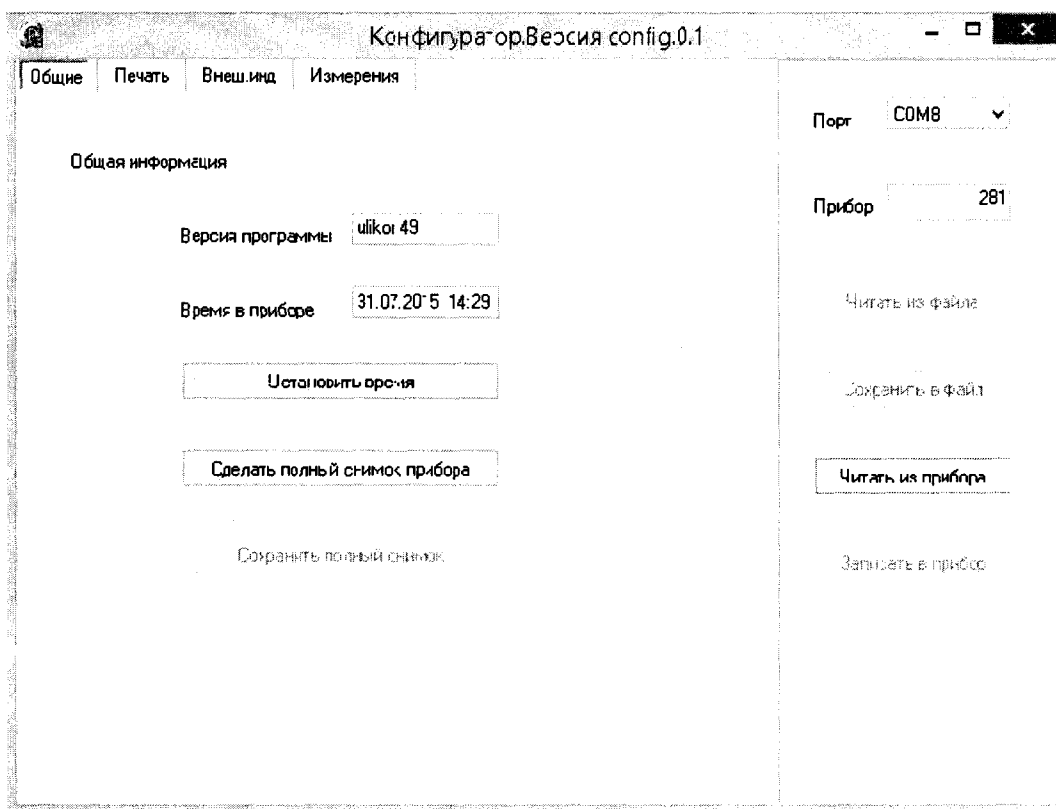 Конфигуратор.Версия config.0.1
Общие Печать Внеш.инд Измерения
Порт COM8
Общая информация
Прибор 281
Версия программы ulikor 49
Время в приборе 31.07.2015 14:29
Читать из файла
Установить время
Сохранить в файл
Сделать полный снимок прибора
Читать из прибора
Сохранить полный снимок
Записать в прибор